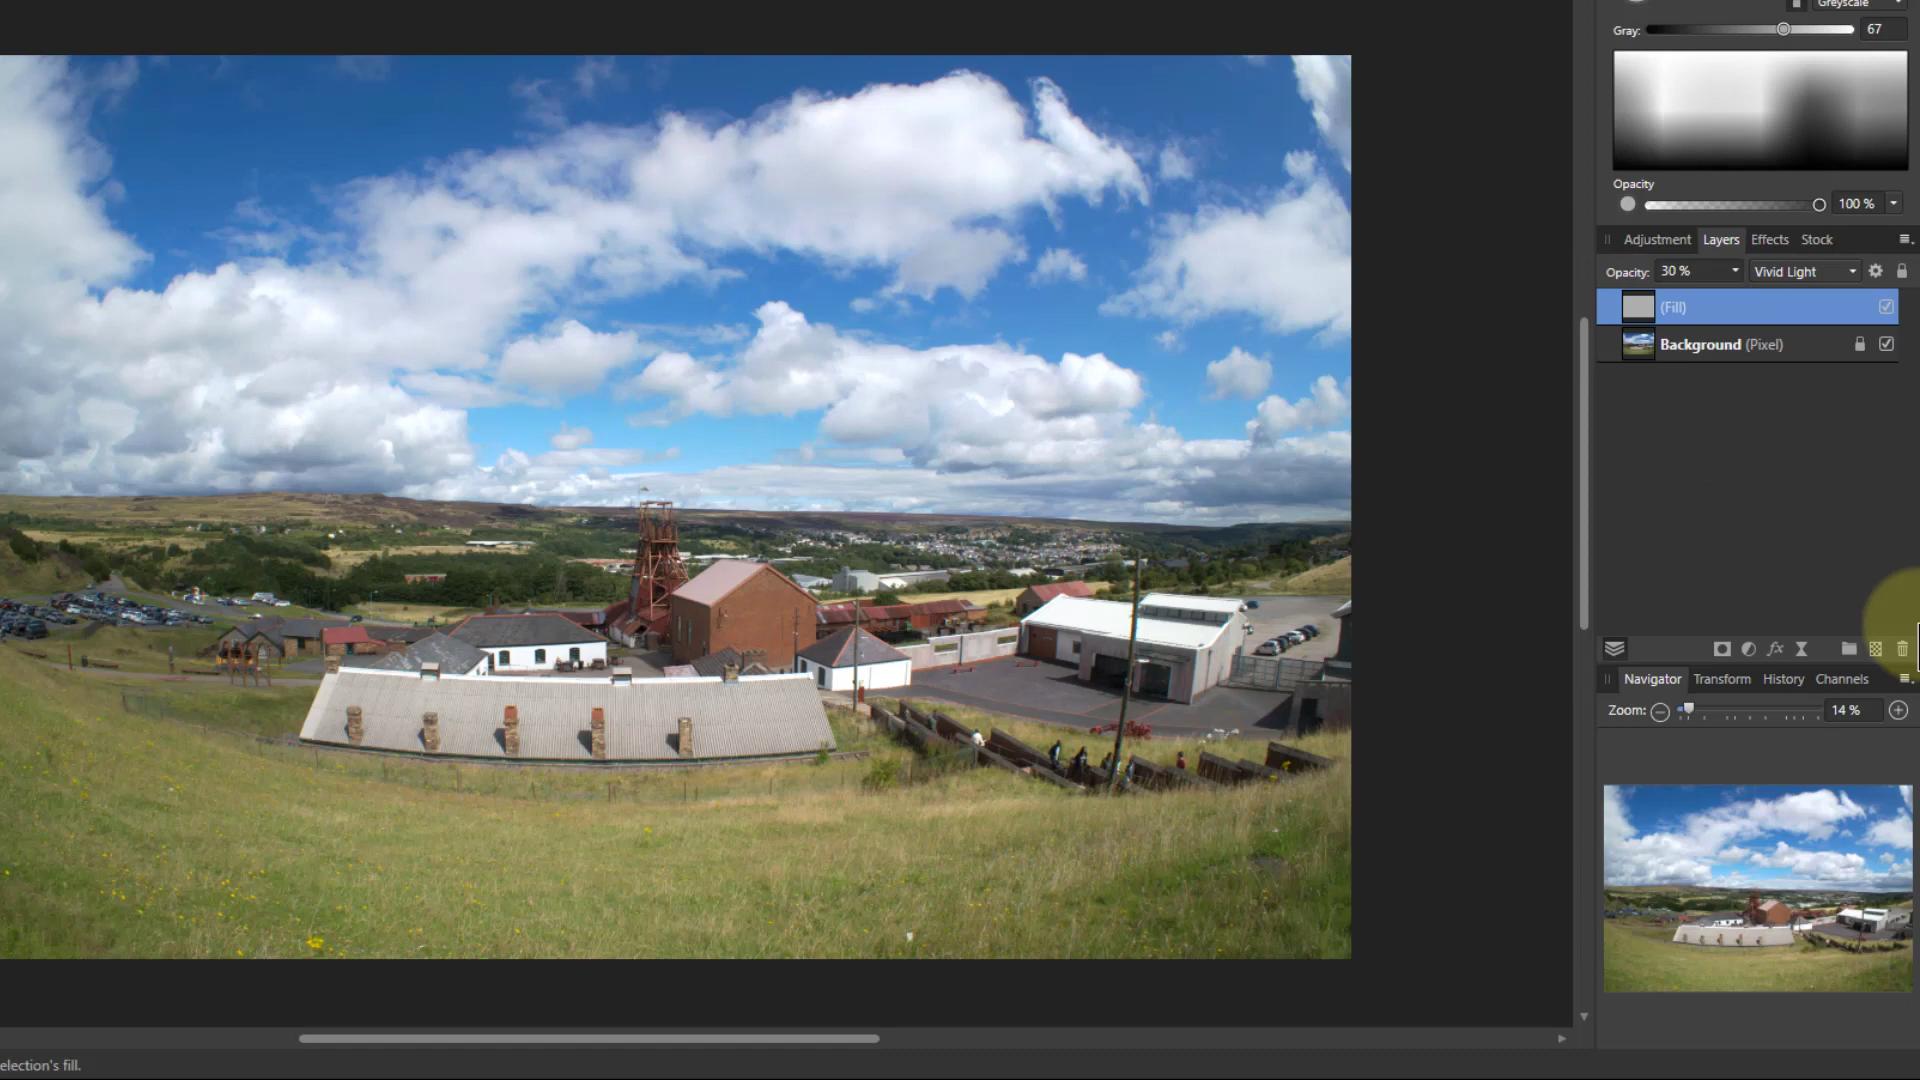 Greyscale
Gray: 67
Opacity
100 %
Adjustment Layers Effects Stock
Opacity: 30 % Vivid Light
(Fill)
Background (Pixel)
fx
Navigator Transform History Channels
Zoom: 14 %
election's fill.